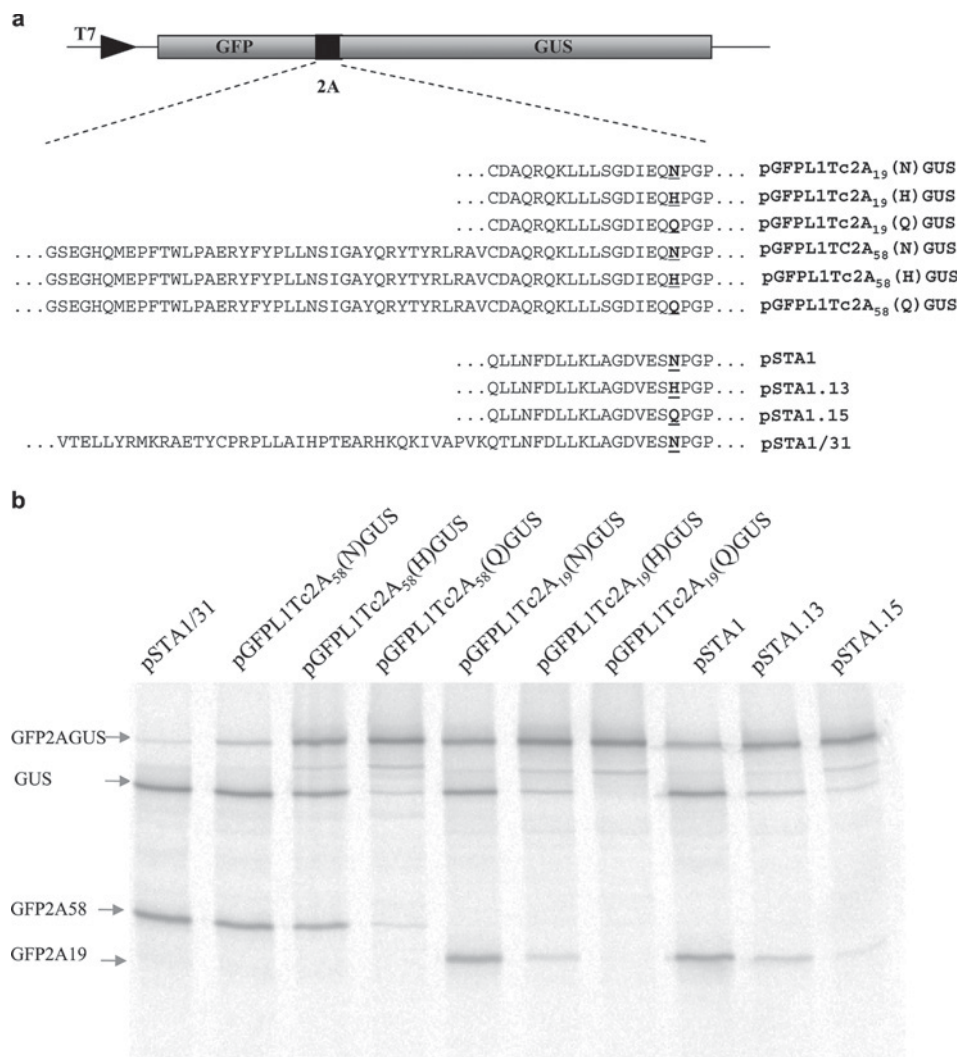 a
T7
GFP
GUS
2A
...CDAQRQKLLLSGDIEQNPGP... pGFPL1Tc2A₁₉(N)GUS
...CDAQRQKLLLSGDIEQHPGP... pGFPL1Tc2A₁₉(H)GUS
...CDAQRQKLLLSGDIEQQPGP... pGFPL1Tc2A₁₉(Q)GUS
...GSEGHQMEPFTWLPAERYFYPLLNSIGAYQRYTYRLRAVCDAQRQKLLLSGDIEQNPGP... pGFPL1TC2A₅₈(N)GUS
...GSEGHQMEPFTWLPAERYFYPLLNSIGAYQRYTYRLRAVCDAQRQKLLLSGDIEQHPGP... pGFPL1Tc2A₅₈(H)GUS
...GSEGHQMEPFTWLPAERYFYPLLNSIGAYQRYTYRLRAVCDAQRQKLLLSGDIEQQPGP... pGFPL1Tc2A₅₈(Q)GUS
...QLLNFDLLKLAGDVESNPGP... pSTA1
...QLLNFDLLKLAGDVESHPGP... pSTA1.13
...QLLNFDLLKLAGDVESQPGP... pSTA1.15
...VTELLYRMKRAETYCPRPLLAIHPTEARHKQKIVAPVKQTLNFDLLKLAGDVESNPGP... pSTA1/31
b
pSTA1/31
pGFPL1Tc2A₅₈(N)GUS
pGFPL1Tc2A₅₈(H)GUS
pGFPL1Tc2A₅₈(Q)GUS
pGFPL1Tc2A₁₉(N)GUS
pGFPL1Tc2A₁₉(H)GUS
pGFPL1Tc2A₁₉(Q)GUS
pSTA1
pSTA1.13
pSTA1.15
GFP2AGUS
GUS
GFP2A58
GFP2A19